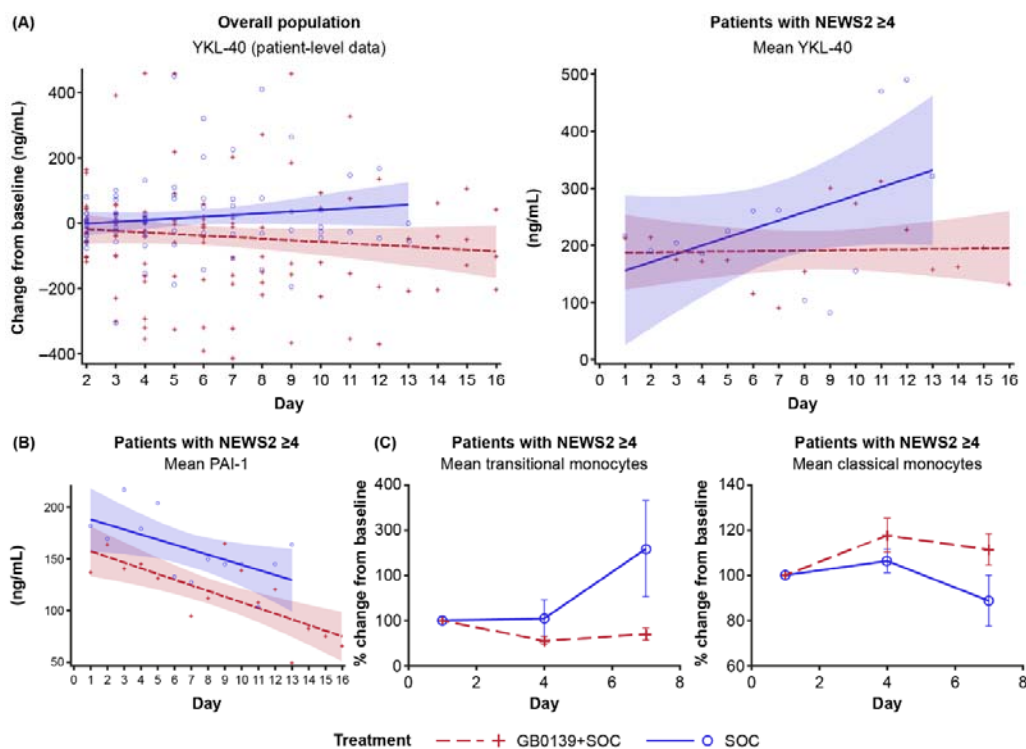 (A)
Overall population
YKL-40 (patient-level data)
Change from baseline (ng/mL)
400
200
0
−200
−400
2 3 4 5 6 7 8 9 10 11 12 13 14 15 16
Day
Patients with NEWS2 ≥4
Mean YKL-40
(ng/mL)
500
400
300
200
100
0
0 1 2 3 4 5 6 7 8 9 10 11 12 13 14 15 16
Day
(B)
Patients with NEWS2 ≥4
Mean PAI-1
(ng/mL)
200
150
100
50
0 1 2 3 4 5 6 7 8 9 10 11 12 13 14 15 16
Day
(C)
Patients with NEWS2 ≥4
Mean transitional monocytes
% change from baseline
400
300
100
100
0
0 2 4 6 8
Day
Patients with NEWS2 ≥4
Mean classical monocytes
% change from baseline
140
120
100
80
60
0 2 4 6 8
Day
Treatment GB0139+SOC SOC